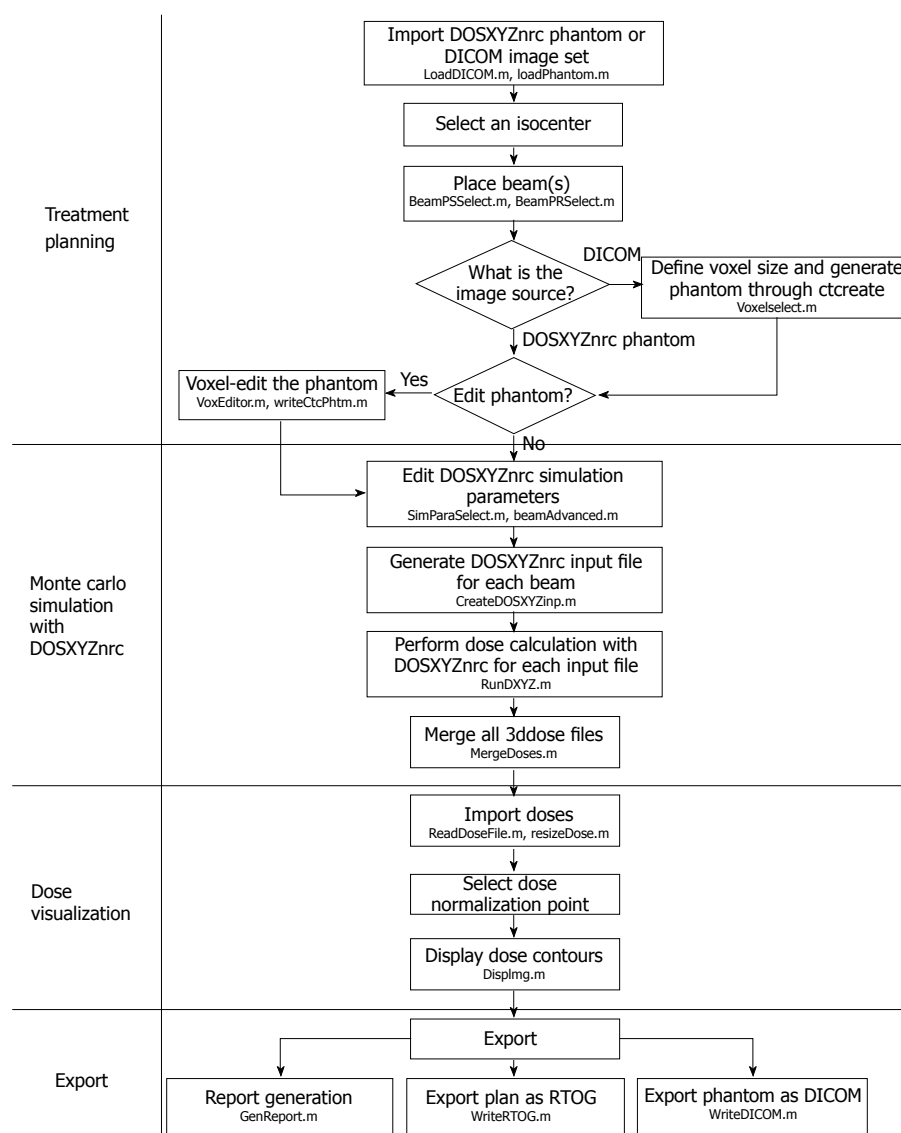 Import DOSXYZnrc phantom or
DICOM image set
LoadDICOM.m, loadPhantom.m
Select an isocenter
Place beam(s)
BeamPSSelect.m, BeamPRSelect.m
Treatment
planning
What is the
image source?
DICOM
Define voxel size and generate
phantom through ctcreate
Voxelselect.m
DOSXYZnrc phantom
Edit phantom?
Yes
Voxel-edit the phantom
VoxEditor.m, writeCtcPhtm.m
No
Edit DOSXYZnrc simulation
parameters
SimParaSelect.m, beamAdvanced.m
Monte carlo
simulation
with
DOSXYZnrc
Generate DOSXYZnrc input file
for each beam
CreateDOSXYZinp.m
Perform dose calculation with
DOSXYZnrc for each input file
RunDXYZ.m
Merge all 3ddose files
MergeDoses.m
Import doses
ReadDoseFile.m, resizeDose.m
Dose
visualization
Select dose
normalization point
Display dose contours
DispImg.m
Export
Export
Report generation
GenReport.m
Export plan as RTOG
WriteRTOG.m
Export phantom as DICOM
WriteDICOM.m